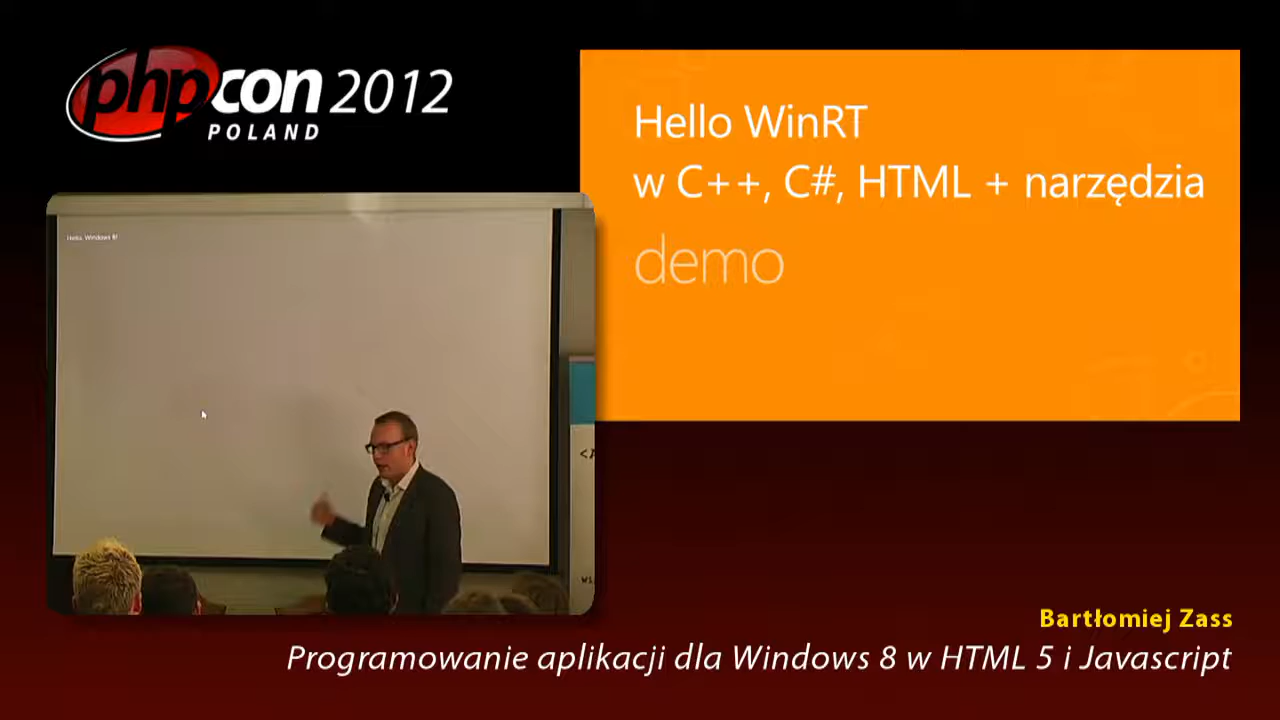 phpcon 2012
POLAND
Hello WinRT
w C++, C#, HTML + narzędzia
demo
Hello, Windows 8!
Bartłomiej Zass
Programowanie aplikacji dla Windows 8 w HTML 5 i Javascript